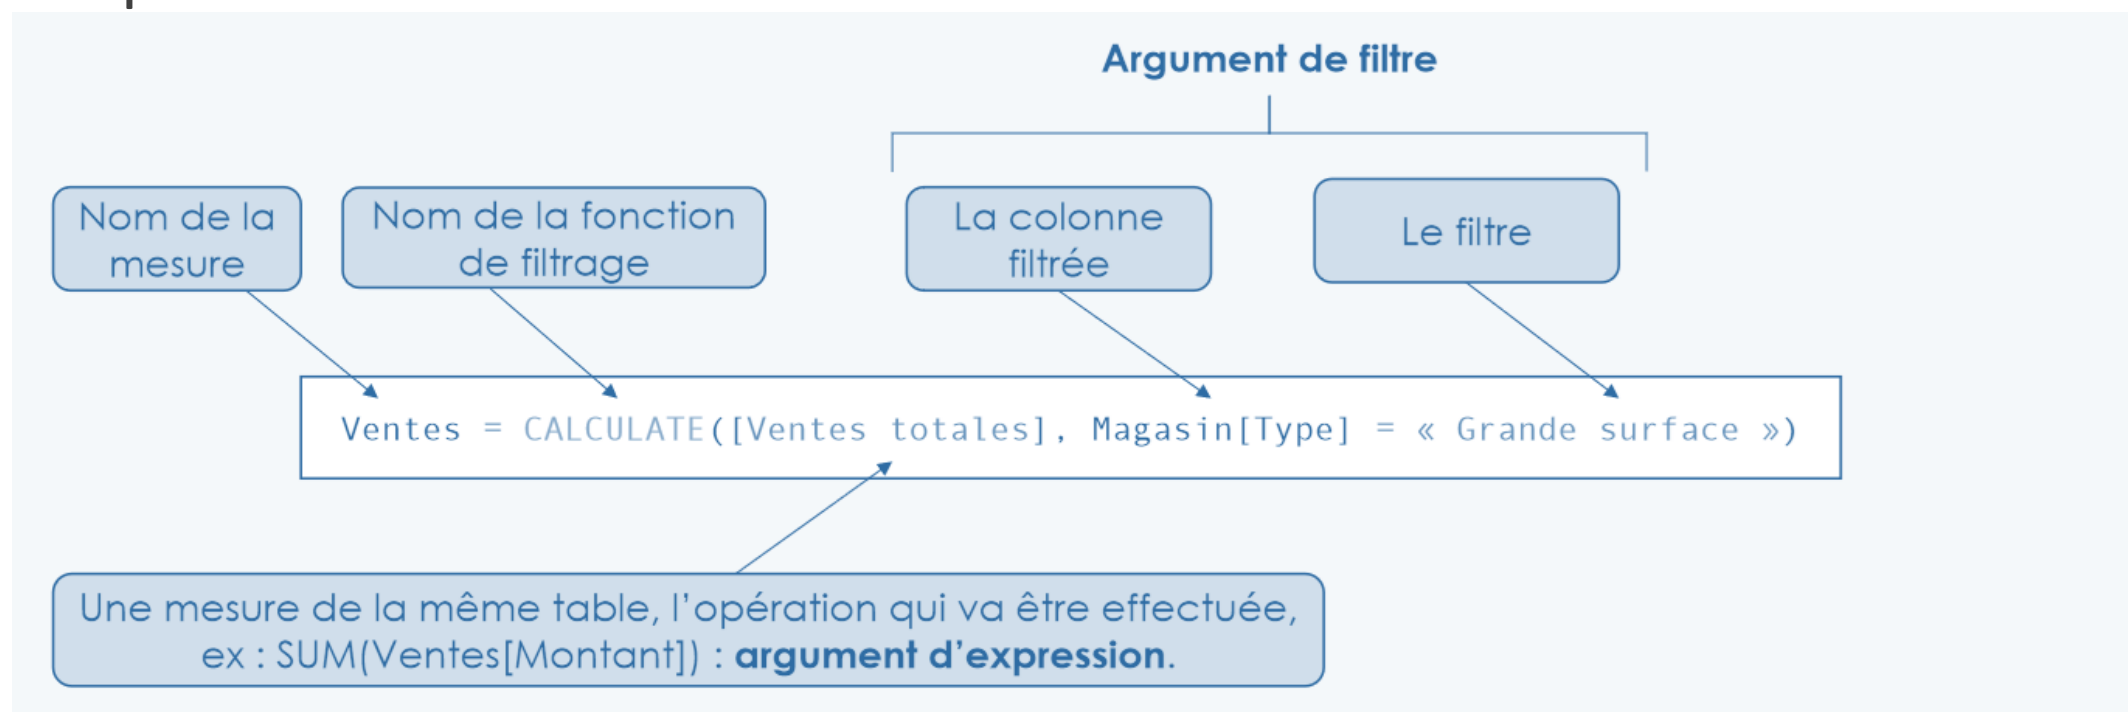 Argument de filtre
Nom de la
mesure
Nom de la fonction
de filtrage
La colonne
filtrée
Le filtre
Ventes = CALCULATE([Ventes totales], Magasin[Type] = « Grande surface »)
Une mesure de la même table, l’opération qui va être effectuée,
ex : SUM(Ventes[Montant]) : argument d’expression.